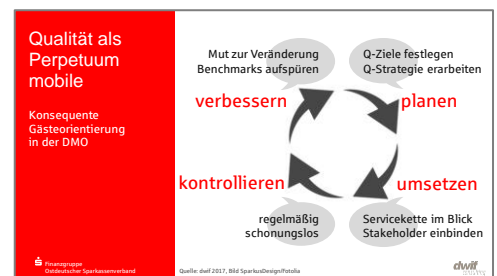 Qualität als
Perpetuum
mobile
Konsequente
Gästeorientierung
in der DMO
Finanzgruppe
Ostdeutscher Sparkassenverband
Mut zur Veränderung
Benchmarks aufspüren
Q-Ziele festlegen
Q-Strategie erarbeiten
verbessern
planen
kontrollieren
umsetzen
regelmäßig
schonungslos
Servicekette im Blick
Stakeholder einbinden
Quelle: dwif 2017, Bild SparkusDesign/Fotolia
dwif